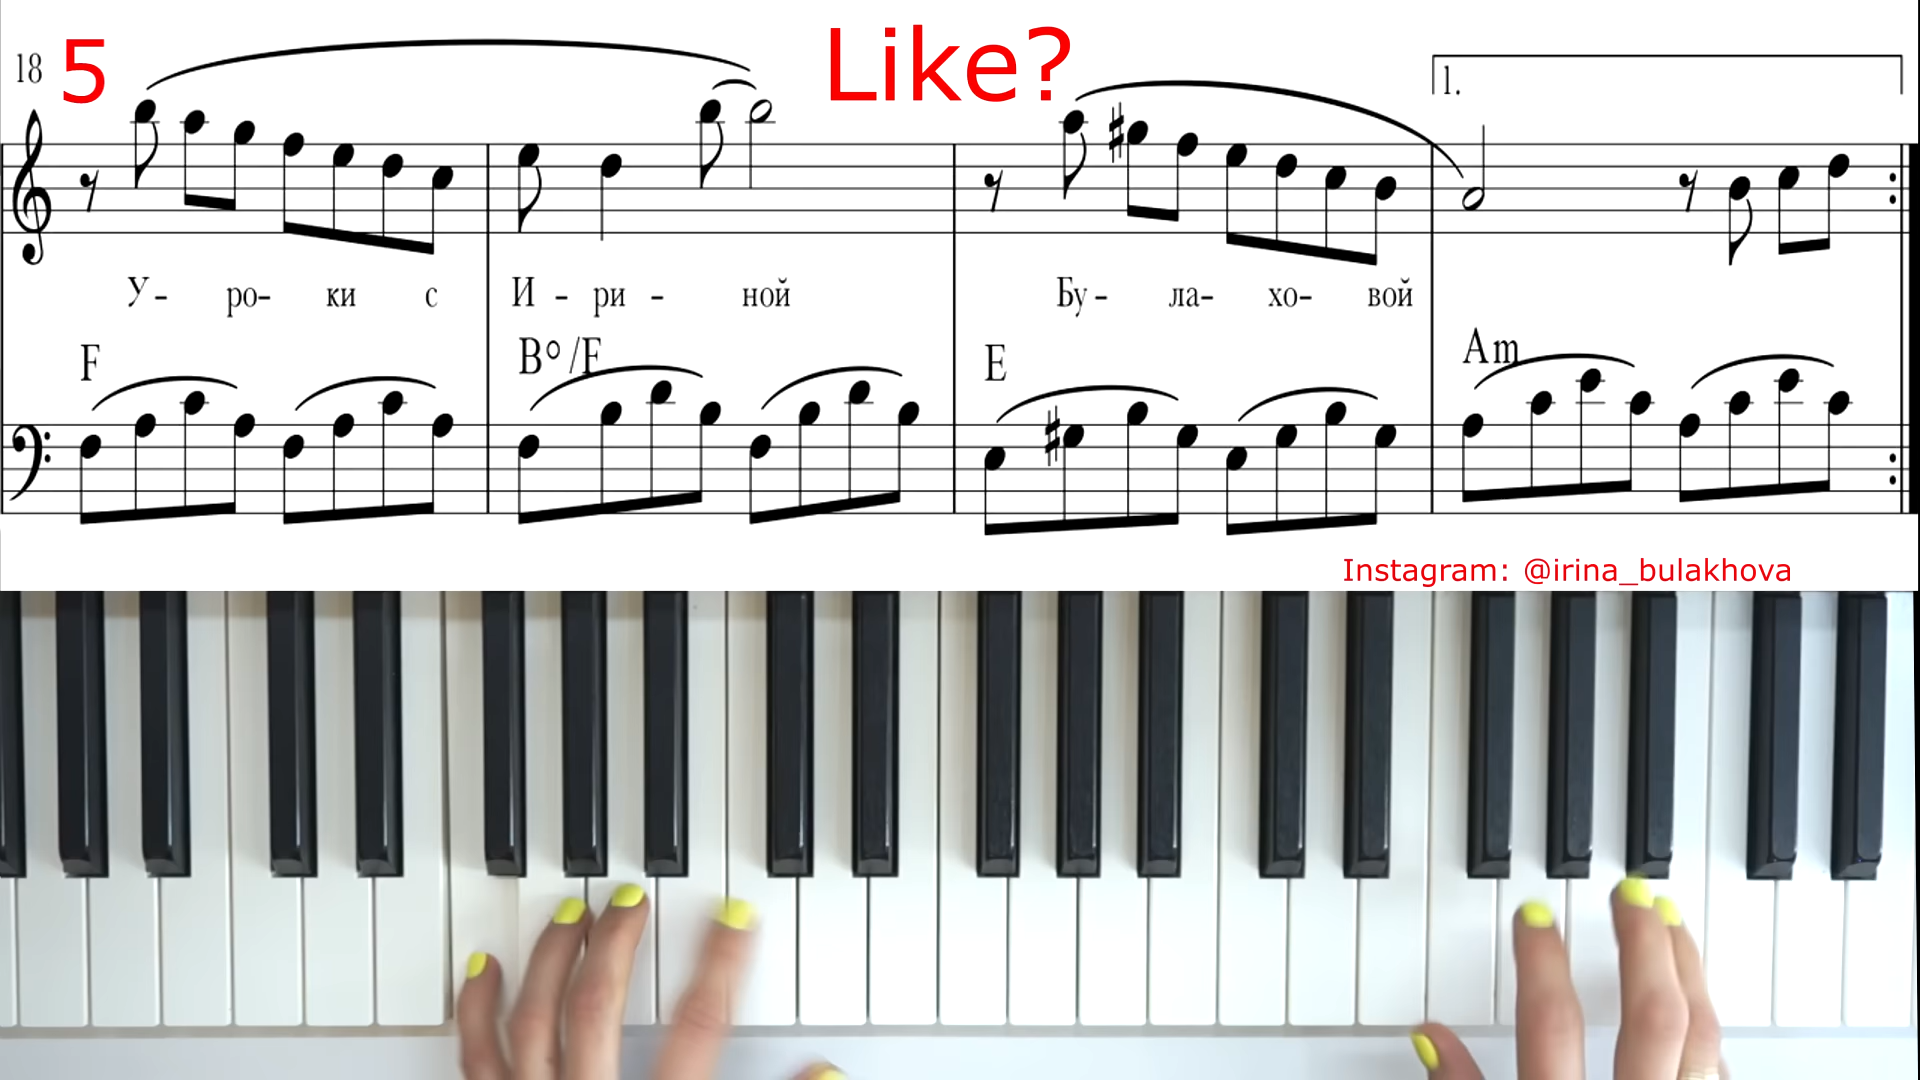 18 5 Like?
1.
У- ро- ки с И - ри - ной Бу - ла- хо- вой
F B°/F E Am
Instagram: @irina_bulakhova